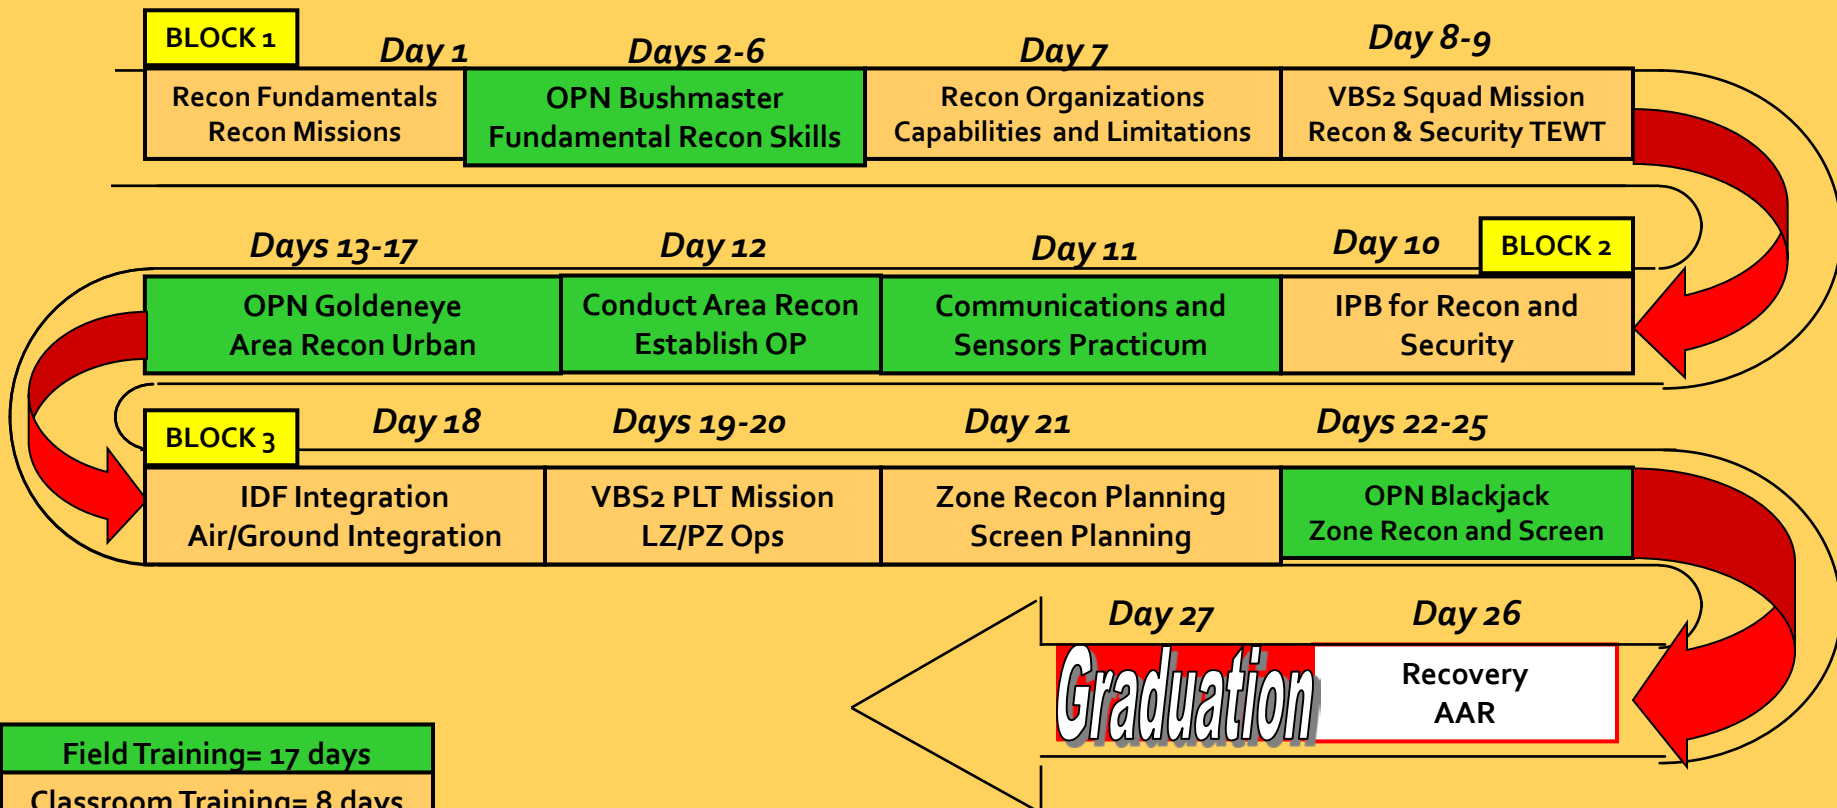 BLOCK 1
Day 1
Days 2-6
Day 7
Day 8-9
Recon Fundamentals
Recon Missions
OPN Bushmaster
Fundamental Recon Skills
Recon Organizations
Capabilities and Limitations
VBS2 Squad Mission
Recon & Security TEWT
Days 13-17
Day 12
Day 11
Day 10
BLOCK 2
OPN Goldeneye
Area Recon Urban
Conduct Area Recon
Establish OP
Communications and
Sensors Practicum
IPB for Recon and
Security
BLOCK 3
Day 18
Days 19-20
Day 21
Days 22-25
IDF Integration
Air/Ground Integration
VBS2 PLT Mission
LZ/PZ Ops
Zone Recon Planning
Screen Planning
OPN Blackjack
Zone Recon and Screen
Day 27
Day 26
Graduation
Recovery
AAR
Field Training= 17 days
Classroom Training= 8 days